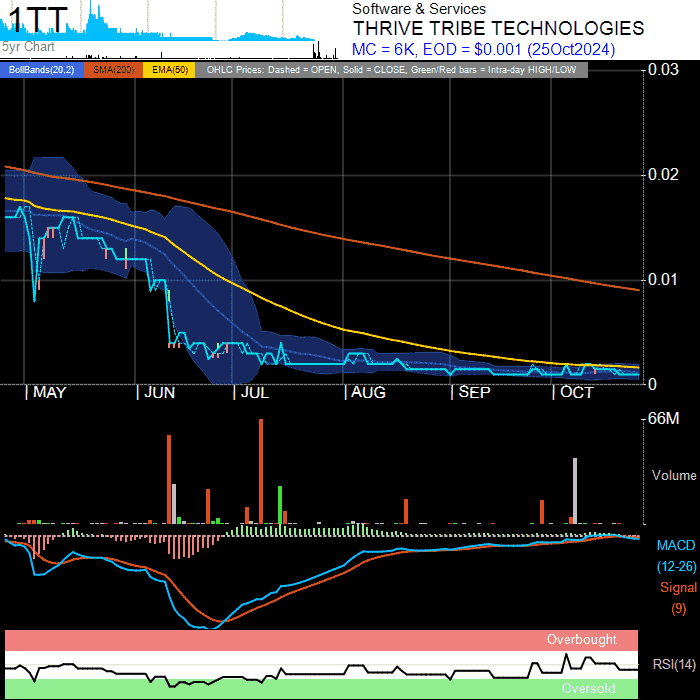 1TT
5yr Chart
Software & Services
THRIVE TRIBE TECHNOLOGIES
MC = 6K, EOD = $0.001 (25Oct2024)
BollBands(20,2) SMA(200) EMA(50) OHLC Prices: Dashed = OPEN, Solid = CLOSE, Green/Red bars = Intra-day HIGH/LOW
0.03
0.02
0.01
0
MAY JUN JUL AUG SEP OCT
66M
Volume
MACD
(12-26)
Signal
(9)
Overbought
RSI(14)
Oversold